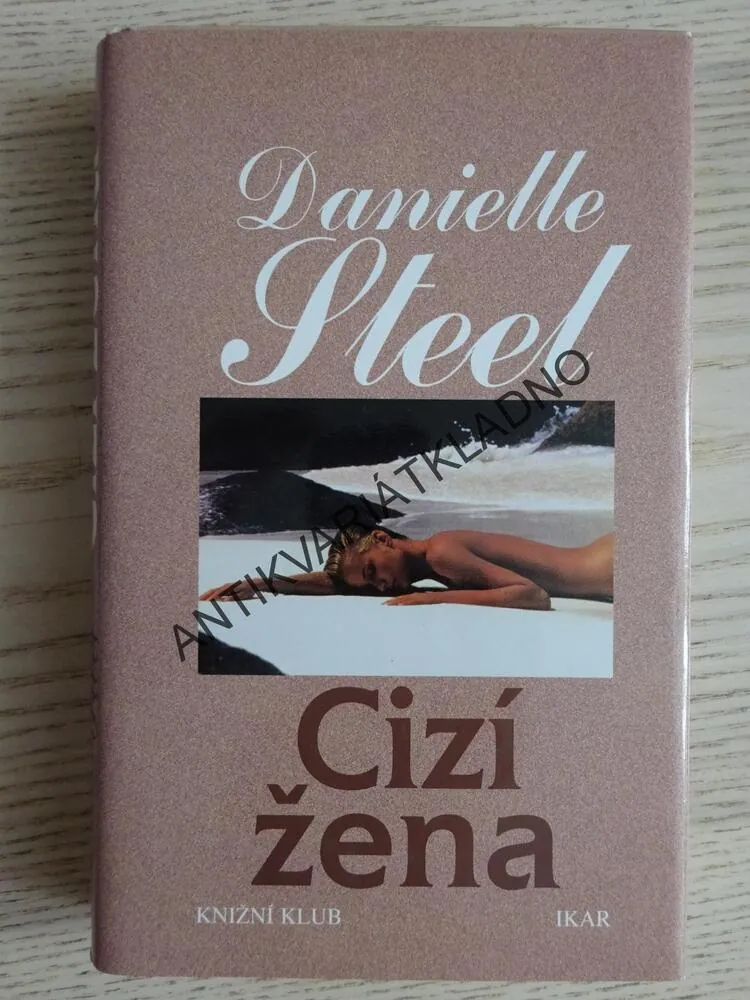 Danielle
Steel
ANTIKVARIÁTKLADNO
Cizí
žena
KNIŽNÍ KLUB
IKAR